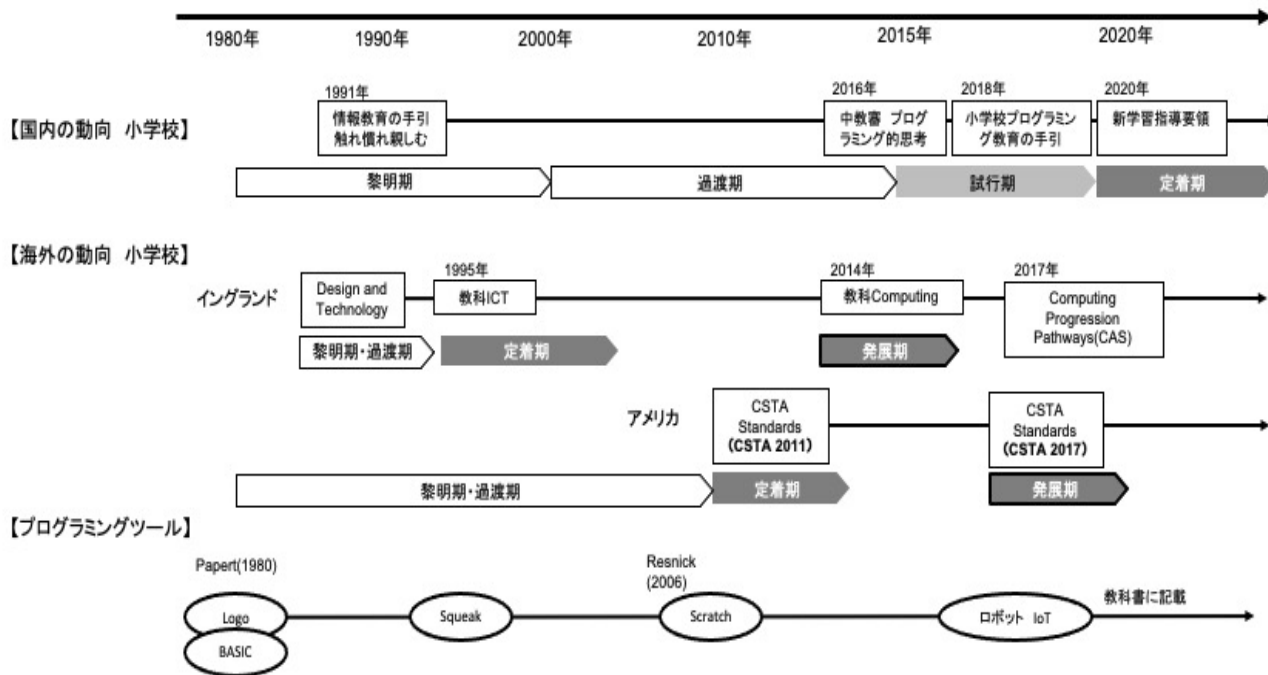 1980年
1990年
2000年
2010年
2015年
2020年
【国内の動向 小学校】
1991年
情報教育の手引
触れ慣れ親しむ
2016年
中教審 プログ
ラミング的思考
2018年
小学校プログラミン
グ教育の手引
2020年
新学習指導要領
黎明期
過渡期
試行期
定着期
【海外の動向 小学校】
イングランド
Design and
Technology
1995年
教科ICT
2014年
教科Computing
2017年
Computing
Progression
Pathways(CAS)
黎明期・過渡期
定着期
発展期
アメリカ
CSTA
Standards
(CSTA 2011)
CSTA
Standards
(CSTA 2017)
黎明期・過渡期
定着期
発展期
【プログラミングツール】
Papert(1980)
Logo
BASIC
Squeak
Resnick
(2006)
Scratch
ロボット IoT
教科書に記載